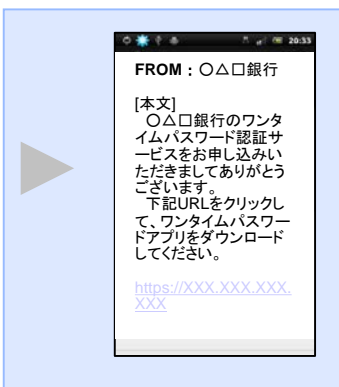 20:33
FROM：〇△□銀行
[本文]
　〇△□銀行のワンタ
イムパスワード認証サ
ービスをお申し込みい
ただきましてありがとう
ございます。
　下記URLをクリックし
て、ワンタイムパスワー
ドアプリをダウンロード
してください。
https://XXX.XXX.XXX.
XXX